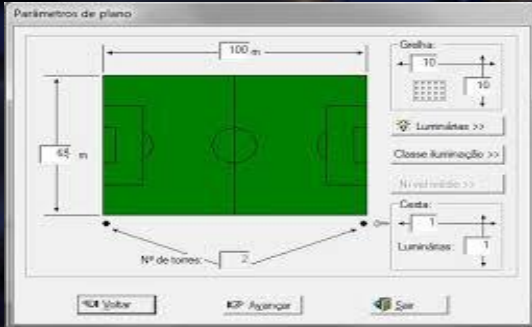 Parâmetros de plano
100 m
65 m
Nº de torres: 2
Grelha:
10
10
Luminárias >>
Classe iluminação >>
Nível médio >>
Cesta:
1
Luminárias: 1
Voltar
Avançar
Sair